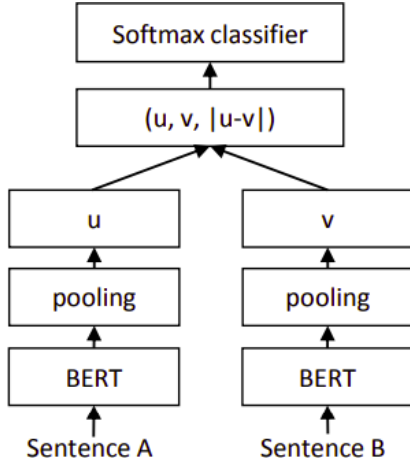 Softmax classifier
(u, v, |u-v|)
u
v
pooling
pooling
BERT
BERT
Sentence A
Sentence B